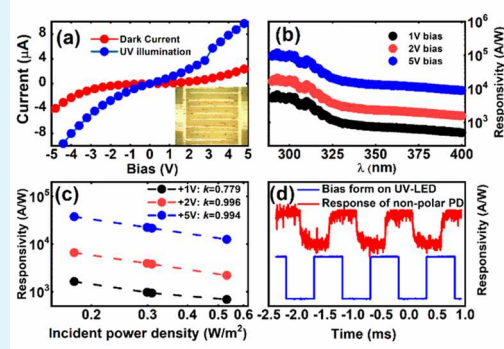 (a)
Dark Current
UV illumination
Current (μA)
8
4
0
-4
-8
-5 -4 -3 -2 -1 0 1 2 3 4 5
Bias (V)
(b)
1V bias
2V bias
5V bias
Responsivity (A/W)
10^6
10^5
10^4
10^3
300 320 340 360 380 400
λ (nm)
(c)
+1V: k=0.779
+2V: k=0.996
+5V: k=0.994
Responsivity (A/W)
10^5
10^4
10^3
0.2 0.3 0.4 0.5 0.6
Incident power density (W/m²)
(d)
Bias form on UV-LED
Response of non-polar PD
-2.5 -2.0 -1.5 -1.0 -0.5 0.0 0.5 1.0
Time (ms)